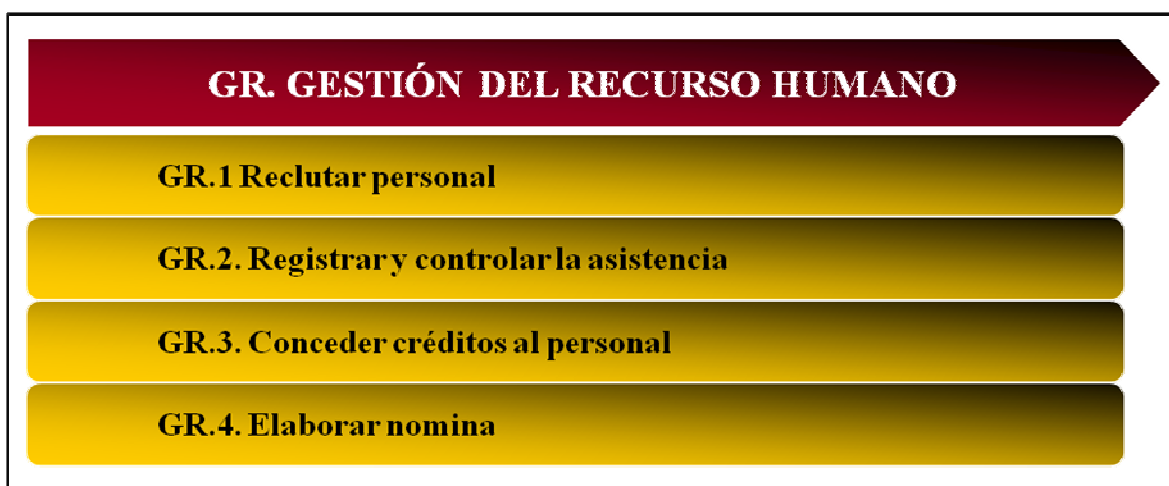 GR. GESTIÓN DEL RECURSO HUMANO
GR.1 Reclutar personal
GR.2. Registrar y controlar la asistencia
GR.3. Conceder créditos al personal
GR.4. Elaborar nomina